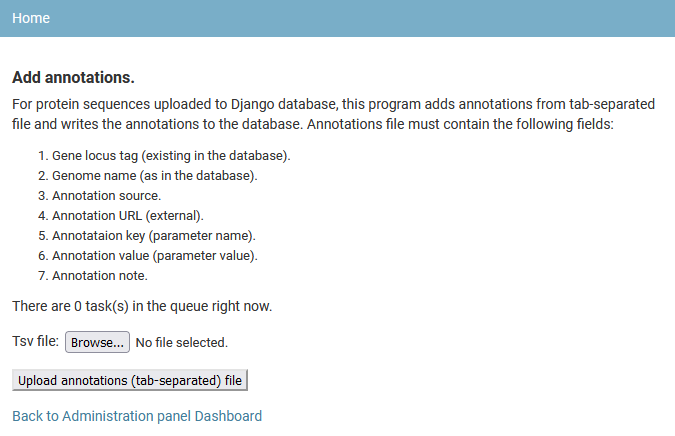 Home
Add annotations.
For protein sequences uploaded to Django database, this program adds annotations from tab-separated
file and writes the annotations to the database. Annotations file must contain the following fields:
1. Gene locus tag (existing in the database).
2. Genome name (as in the database).
3. Annotation source.
4. Annotation URL (external).
5. Annotataion key (parameter name).
6. Annotation value (parameter value).
7. Annotation note.
There are 0 task(s) in the queue right now.
Tsv file: Browse... No file selected.
Upload annotations (tab-separated) file
Back to Administration panel Dashboard